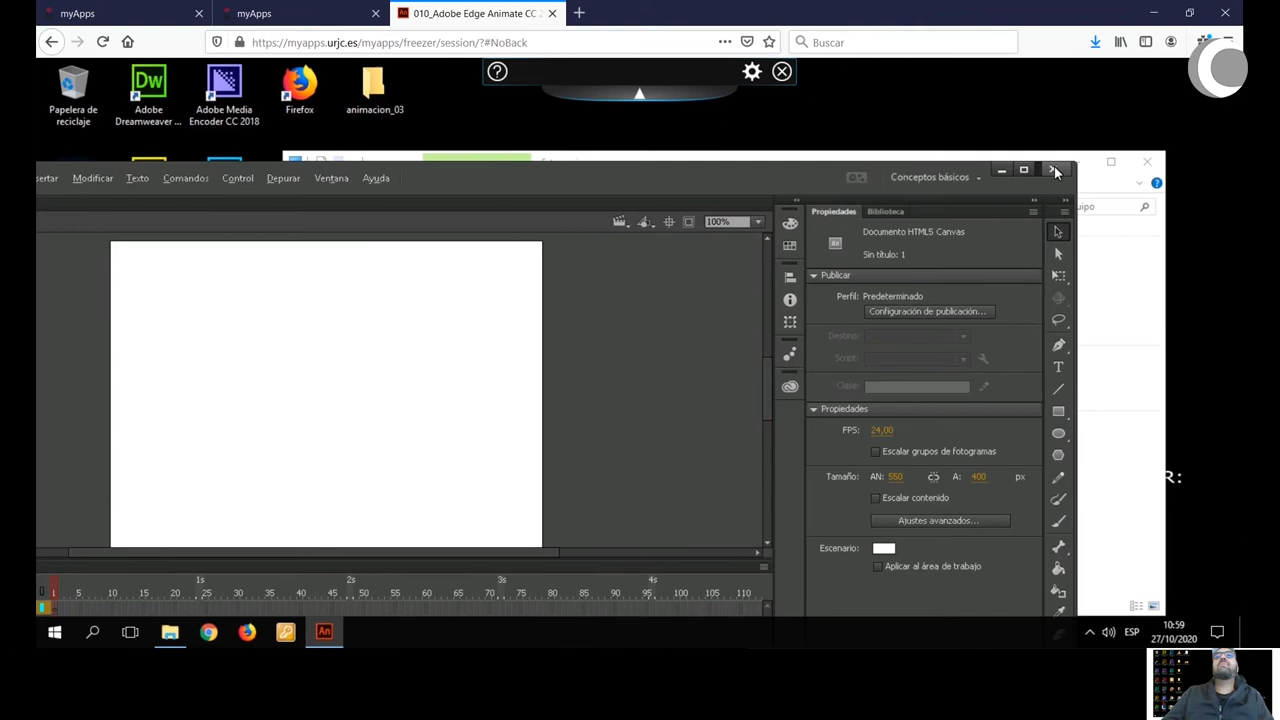 myApps
myApps
010_Adobe Edge Animate CC 2
https://myapps.urjc.es/myapps/freezer/session/?#NoBack
Buscar
Papelera de
reciclaje
Adobe
Dreamweaver ...
Adobe Media
Encoder CC 2018
Firefox
animacion_03
Modificar
Texto
Comandos
Control
Depurar
Ventana
Ayuda
Conceptos básicos
100%
Propiedades
Biblioteca
Documento HTML5 Canvas
Sin título: 1
Publicar
Perfil: Predeterminado
Configuración de publicación...
Destino:
Script:
Clase:
Propiedades
FPS: 24,00
Escalar grupos de fotogramas
Tamaño: AN: 550 A: 400 px
Escalar contenido
Ajustes avanzados...
Escenario:
Aplicar al área de trabajo
1s 2s 3s 4s
1 5 10 15 20 25 30 35 40 45 50 55 60 65 70 75 80 85 90 95 100 105 110
R:
ESP
10:59
27/10/2020